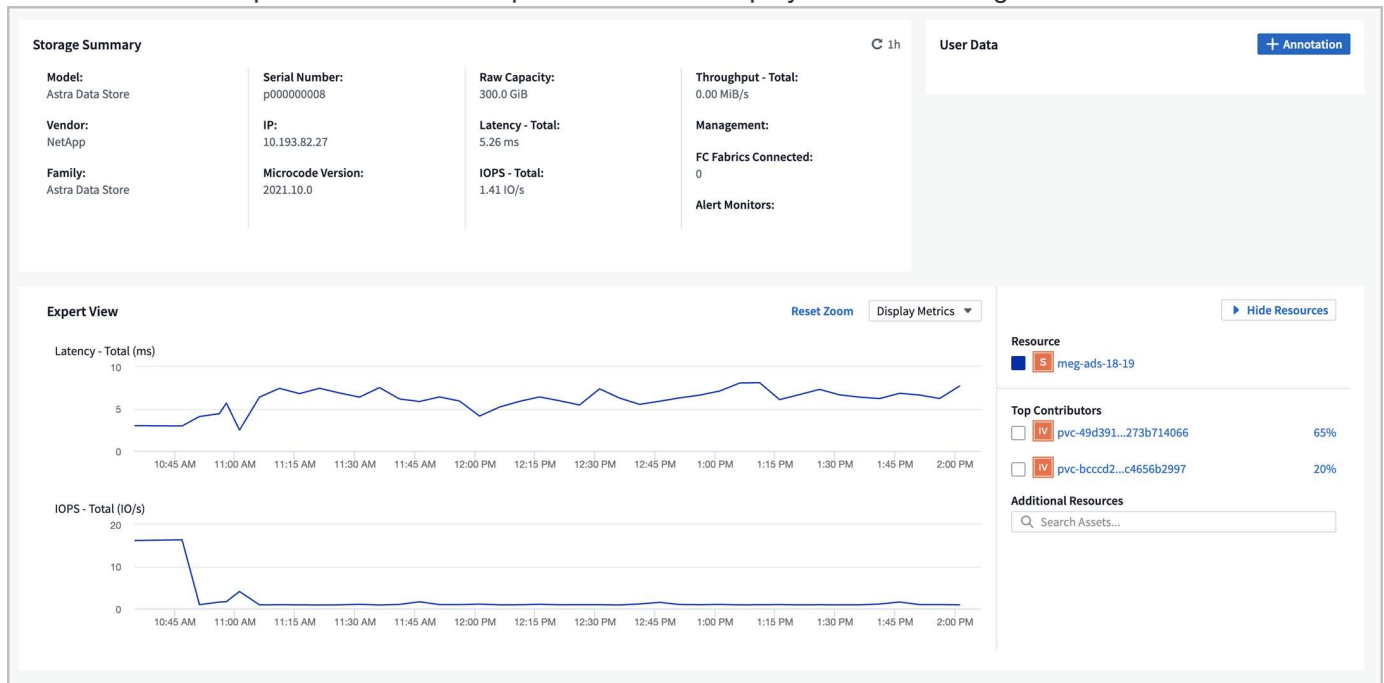 Storage Summary
1h
Model:
Astra Data Store
Vendor:
NetApp
Family:
Astra Data Store
Serial Number:
p000000008
IP:
10.193.82.27
Microcode Version:
2021.10.0
Raw Capacity:
300.0 GiB
Latency - Total:
5.26 ms
IOPS - Total:
1.41 IO/s
Throughput - Total:
0.00 MiB/s
Management:
FC Fabrics Connected:
0
Alert Monitors:
User Data
+ Annotation
Expert View
Reset Zoom
Display Metrics
Latency - Total (ms)
10
5
0
10:45 AM 11:00 AM 11:15 AM 11:30 AM 11:45 AM 12:00 PM 12:15 PM 12:30 PM 12:45 PM 1:00 PM 1:15 PM 1:30 PM 1:45 PM 2:00 PM
IOPS - Total (IO/s)
20
10
0
10:45 AM 11:00 AM 11:15 AM 11:30 AM 11:45 AM 12:00 PM 12:15 PM 12:30 PM 12:45 PM 1:00 PM 1:15 PM 1:30 PM 1:45 PM 2:00 PM
Hide Resources
Resource
S meg-ads-18-19
Top Contributors
IV pvc-49d391...273b714066 65%
IV pvc-bcccd2...c4656b2997 20%
Additional Resources
Search Assets...